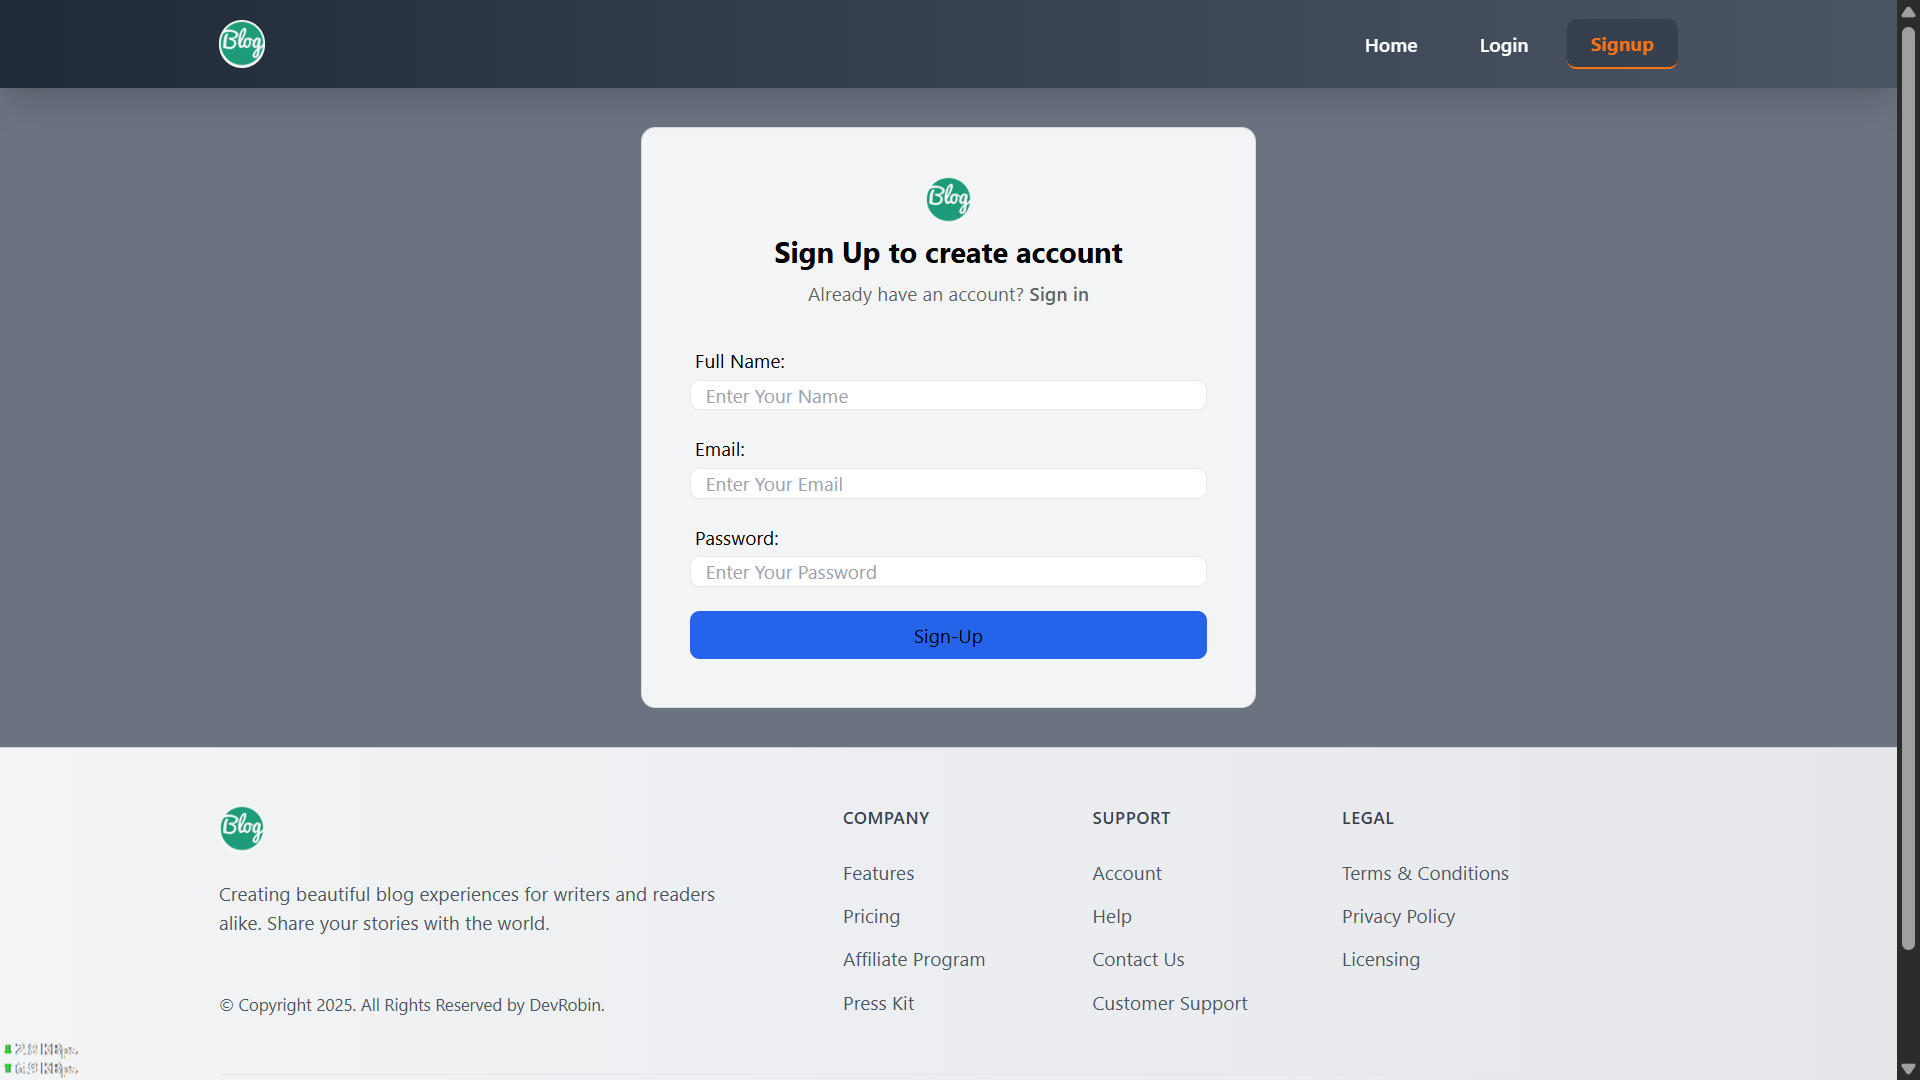 Blog
Home
Login
Signup
Blog
Sign Up to create account
Already have an account? Sign in
Full Name:
Enter Your Name
Email:
Enter Your Email
Password:
Enter Your Password
Sign-Up
Blog
Creating beautiful blog experiences for writers and readers
alike. Share your stories with the world.
© Copyright 2025. All Rights Reserved by DevRobin.
COMPANY
Features
Pricing
Affiliate Program
Press Kit
SUPPORT
Account
Help
Contact Us
Customer Support
LEGAL
Terms & Conditions
Privacy Policy
Licensing